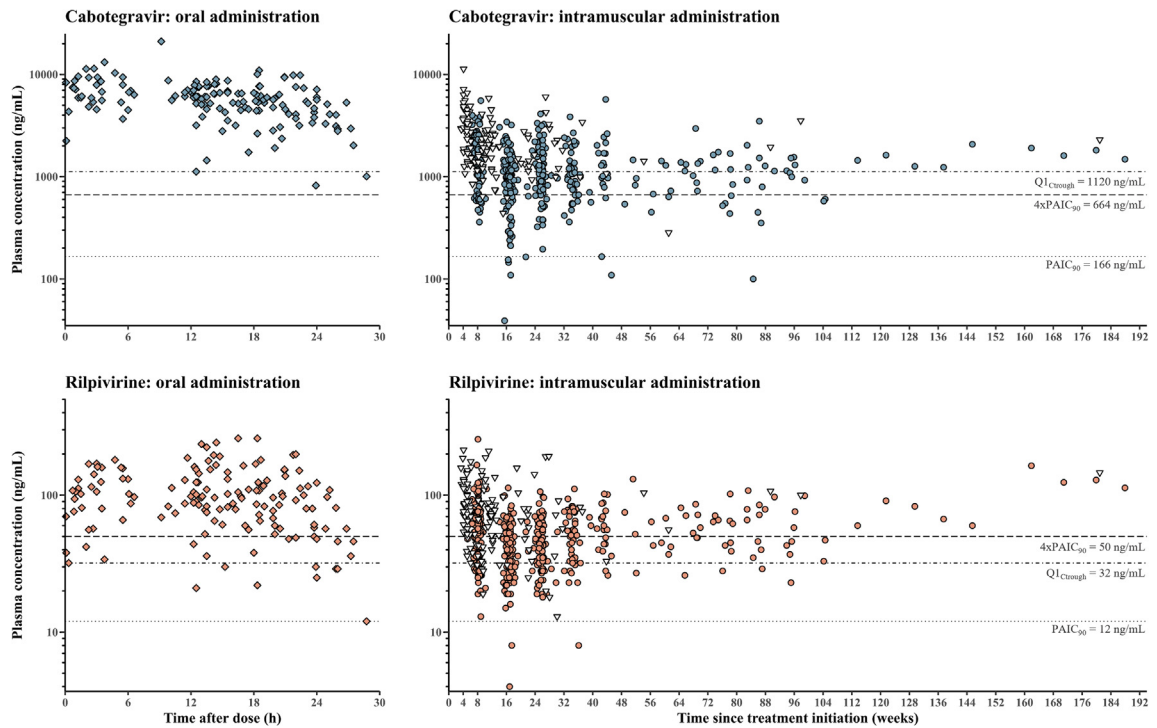 Cabotegravir: oral administration
Cabotegravir: intramuscular administration
Plasma concentration (ng/mL)
10000
1000
100
0 6 12 18 24 30
10000
1000
100
Q1Ctrough = 1120 ng/mL
4xPAIC90 = 664 ng/mL
PAIC90 = 166 ng/mL
0 4 8 16 24 32 40 48 56 64 72 80 88 96 104 112 120 128 136 144 152 160 168 176 184 192
Rilpivirine: oral administration
Rilpivirine: intramuscular administration
Plasma concentration (ng/mL)
100
10
0 6 12 18 24 30
Time after dose (h)
100
10
4xPAIC90 = 50 ng/mL
Q1Ctrough = 32 ng/mL
PAIC90 = 12 ng/mL
0 4 8 16 24 32 40 48 56 64 72 80 88 96 104 112 120 128 136 144 152 160 168 176 184 192
Time since treatment initiation (weeks)